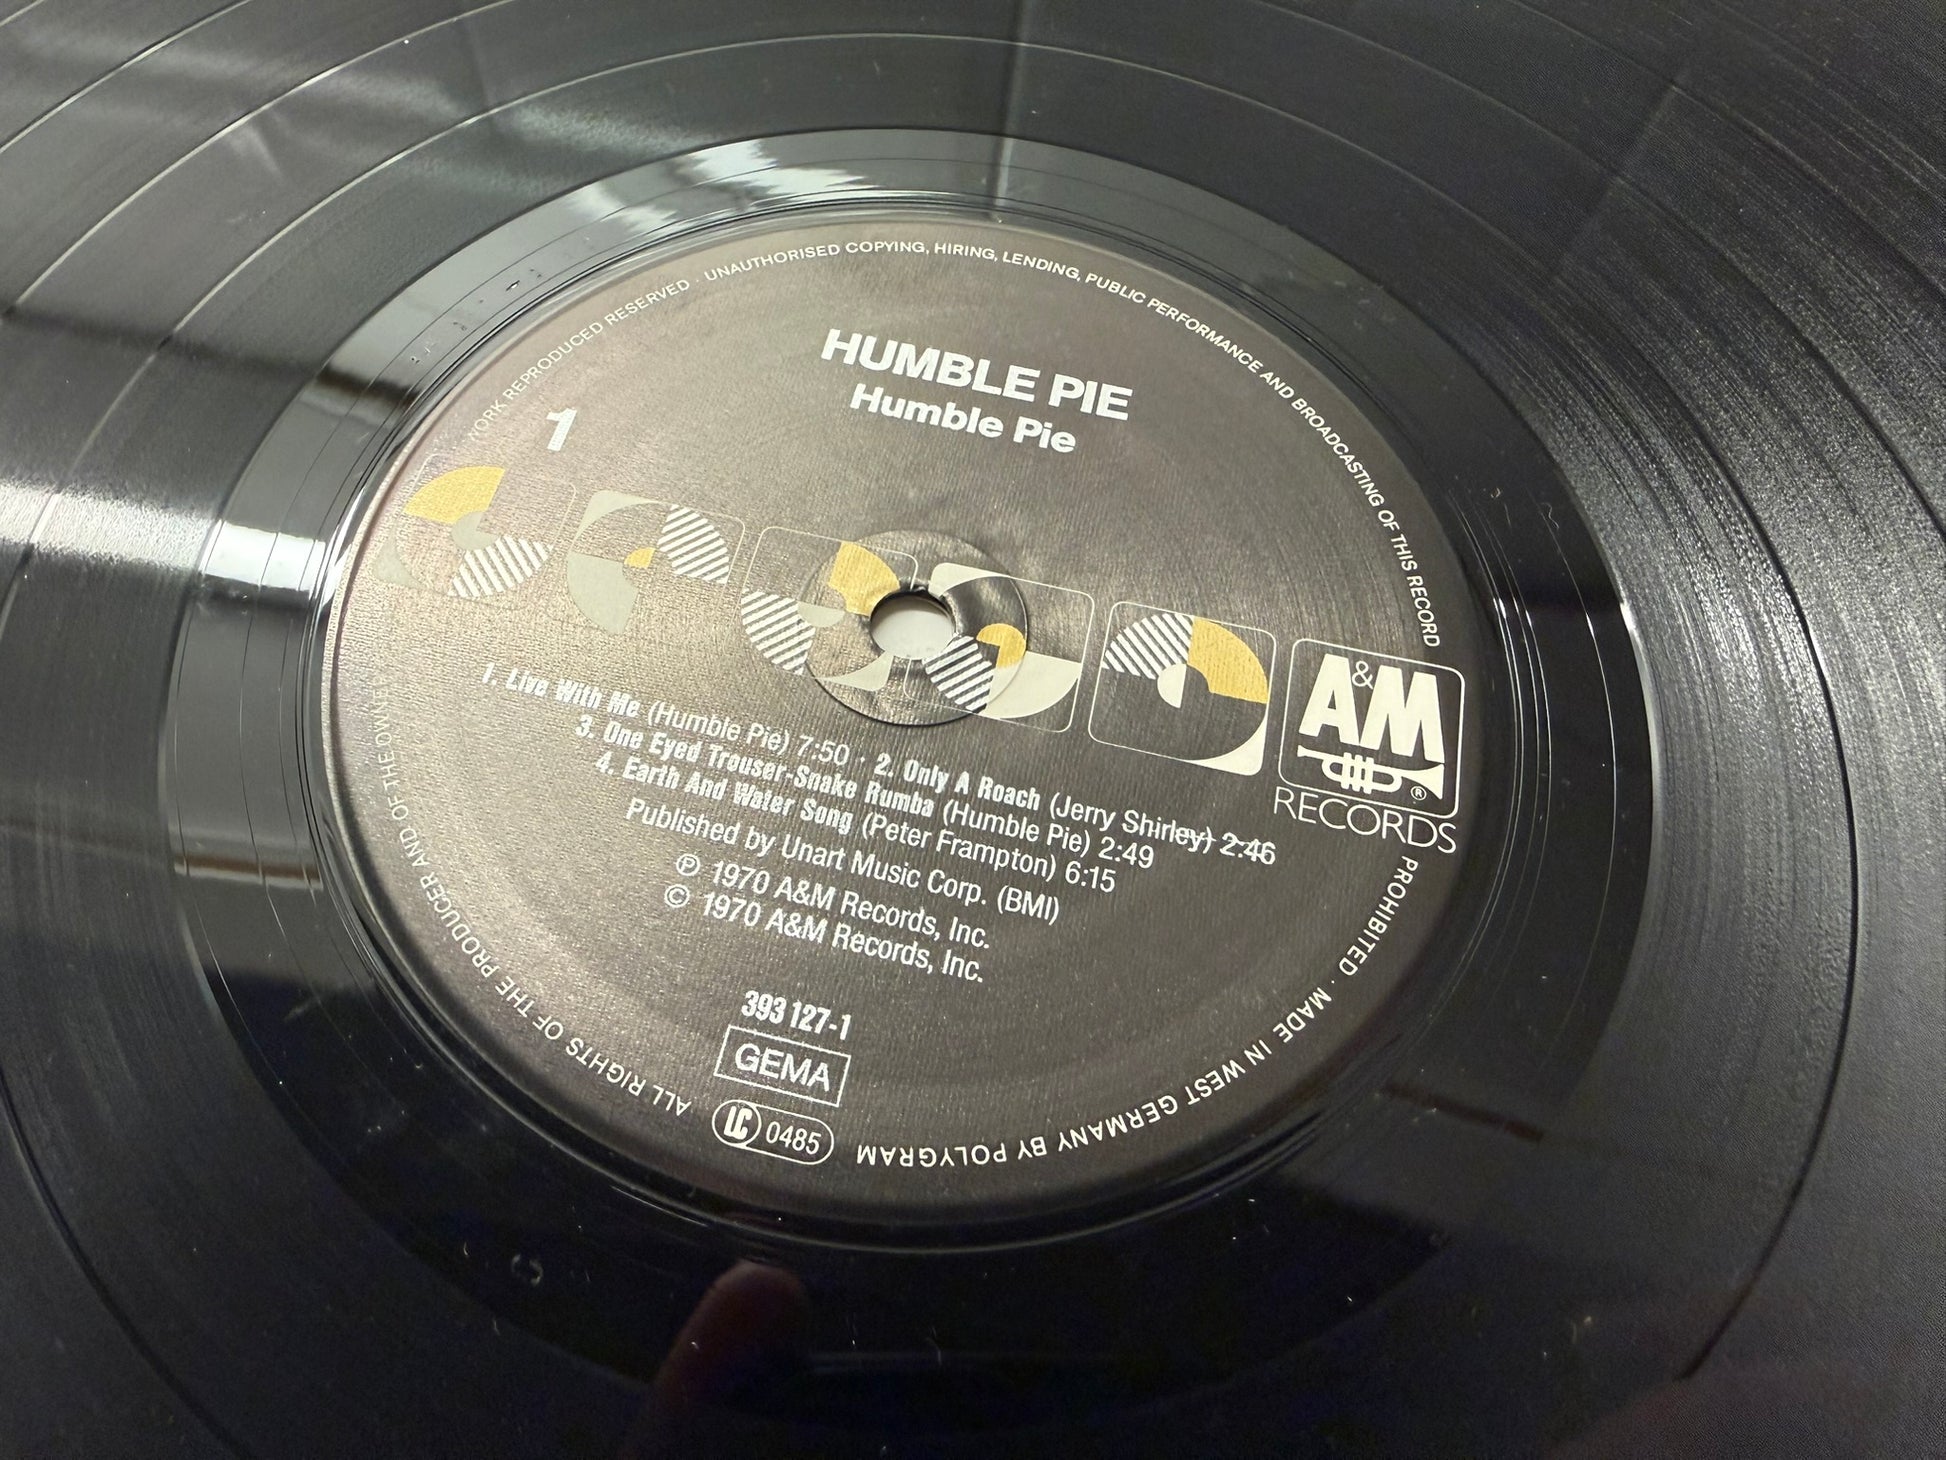 HUMBLE PIE
Humble Pie
1
A&M
®
RECORDS
1. Live With Me (Humble Pie) 7:50 · 2. Only A Roach (Jerry Shirley) 2:46
3. One Eyed Trouser-Snake Rumba (Humble Pie) 2:49
4. Earth And Water Song (Peter Frampton) 6:15
Published by Unart Music Corp. (BMI)
℗ 1970 A&M Records, Inc.
© 1970 A&M Records, Inc.
393 127-1
GEMA
LC 0485
ALL RIGHTS OF THE PRODUCER AND OF THE OWNER WORK REPRODUCED RESERVED · UNAUTHORISED COPYING, HIRING, LENDING, PUBLIC PERFORMANCE AND BROADCASTING OF THIS RECORD PROHIBITED · MADE IN WEST GERMANY BY POLYGRAM